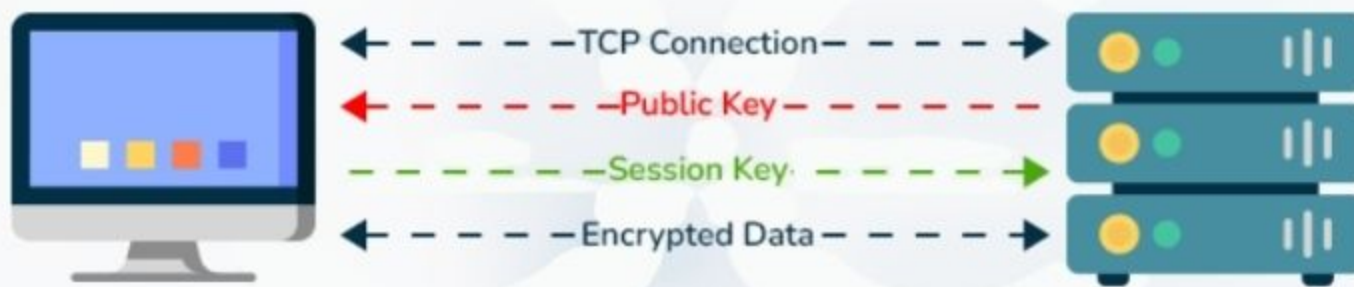 TCP Connection
Public Key
Session Key
Encrypted Data